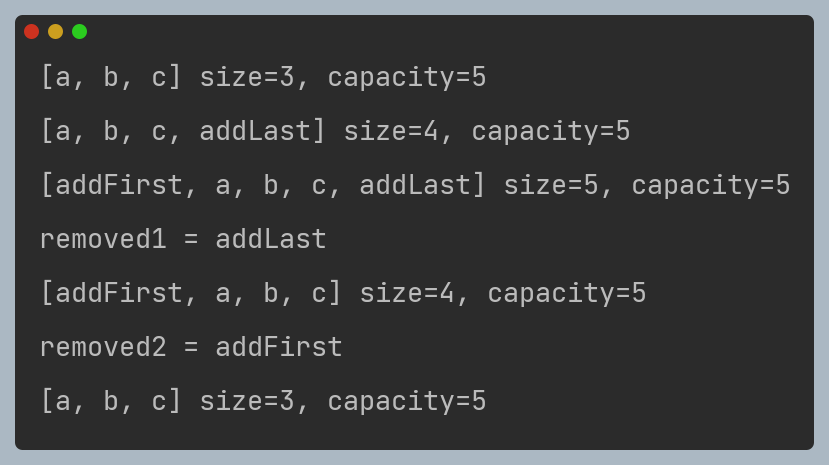 [a, b, c] size=3, capacity=5
[a, b, c, addLast] size=4, capacity=5
[addFirst, a, b, c, addLast] size=5, capacity=5
removed1 = addLast
[addFirst, a, b, c] size=4, capacity=5
removed2 = addFirst
[a, b, c] size=3, capacity=5